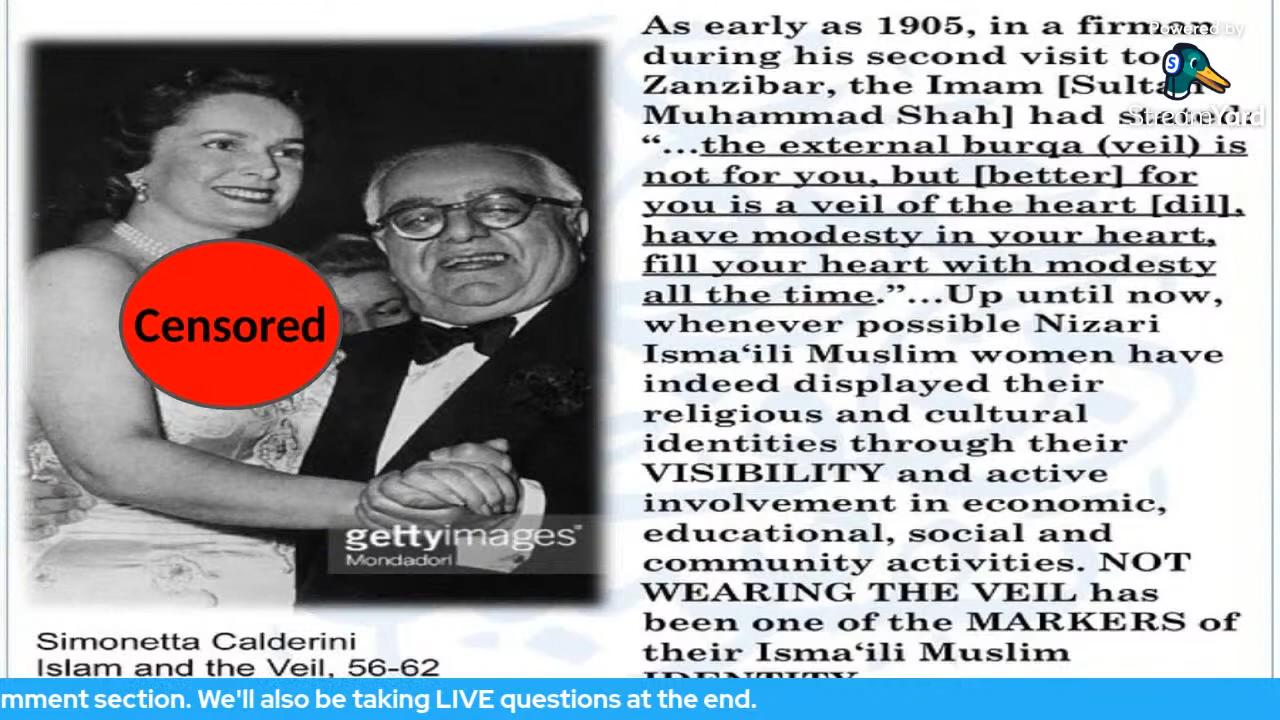 As early as 1905, in a firman
during his second visit to
Zanzibar, the Imam [Sultan
Muhammad Shah] had
“…the external burqa (veil) is
not for you, but [better] for
you is a veil of the heart [dil],
have modesty in your heart,
fill your heart with modesty
all the time.”…Up until now,
whenever possible Nizari
Isma‘ili Muslim women have
indeed displayed their
religious and cultural
identities through their
VISIBILITY and active
involvement in economic,
educational, social and
community activities. NOT
WEARING THE VEIL has
been one of the MARKERS of
their Isma‘ili Muslim
IDENTITY
Powered by
S
StreamYard
Censored
gettyimages®
Mondadori
Simonetta Calderini
Islam and the Veil, 56-62
mment section. We'll also be taking LIVE questions at the end.